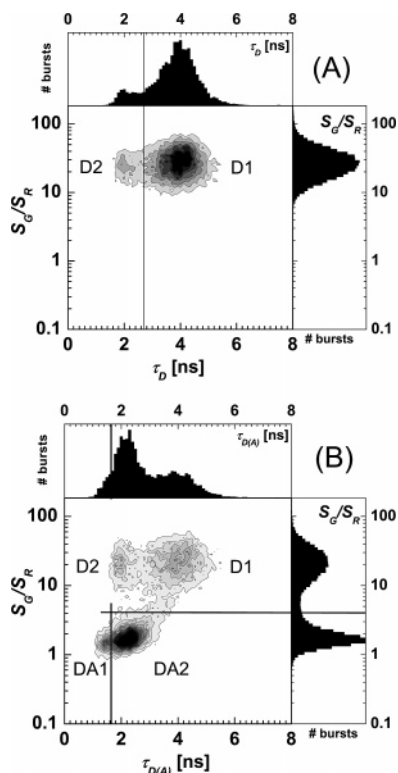 0 2 4 6 8
# bursts
τD [ns]
(A)
SG/SR
100
10
1
0.1
D2
D1
SG/SR
100
10
1
0.1
0 2 4 6 8
# bursts
τD [ns]
0 2 4 6 8
# bursts
τD(A) [ns]
(B)
SG/SR
100
10
1
0.1
D2
D1
DA1
DA2
SG/SR
100
10
1
0.1
0 2 4 6 8
# bursts
τD(A) [ns]